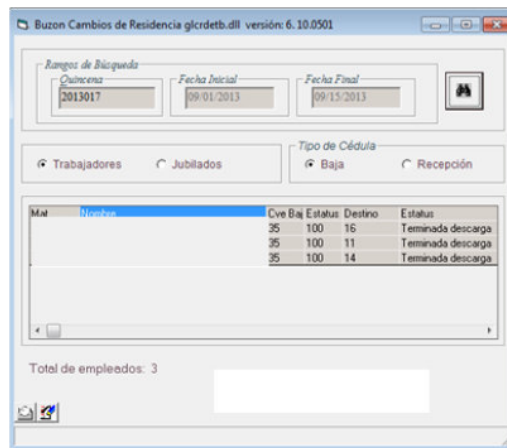 Buzon Cambios de Residencia glcrdetb.dll versión: 6. 10.0501
Rangos de Búsqueda
Quincena Fecha Inicial Fecha Final
2013017 09/01/2013 09/15/2013
Tipo de Cédula
Trabajadores Jubilados Baja Recepción
Mat Nombre Cve Baj Estatus Destino Estatus
35 100 16 Terminada descarga
35 100 11 Terminada descarga
35 100 14 Terminada descarga
Total de empleados: 3